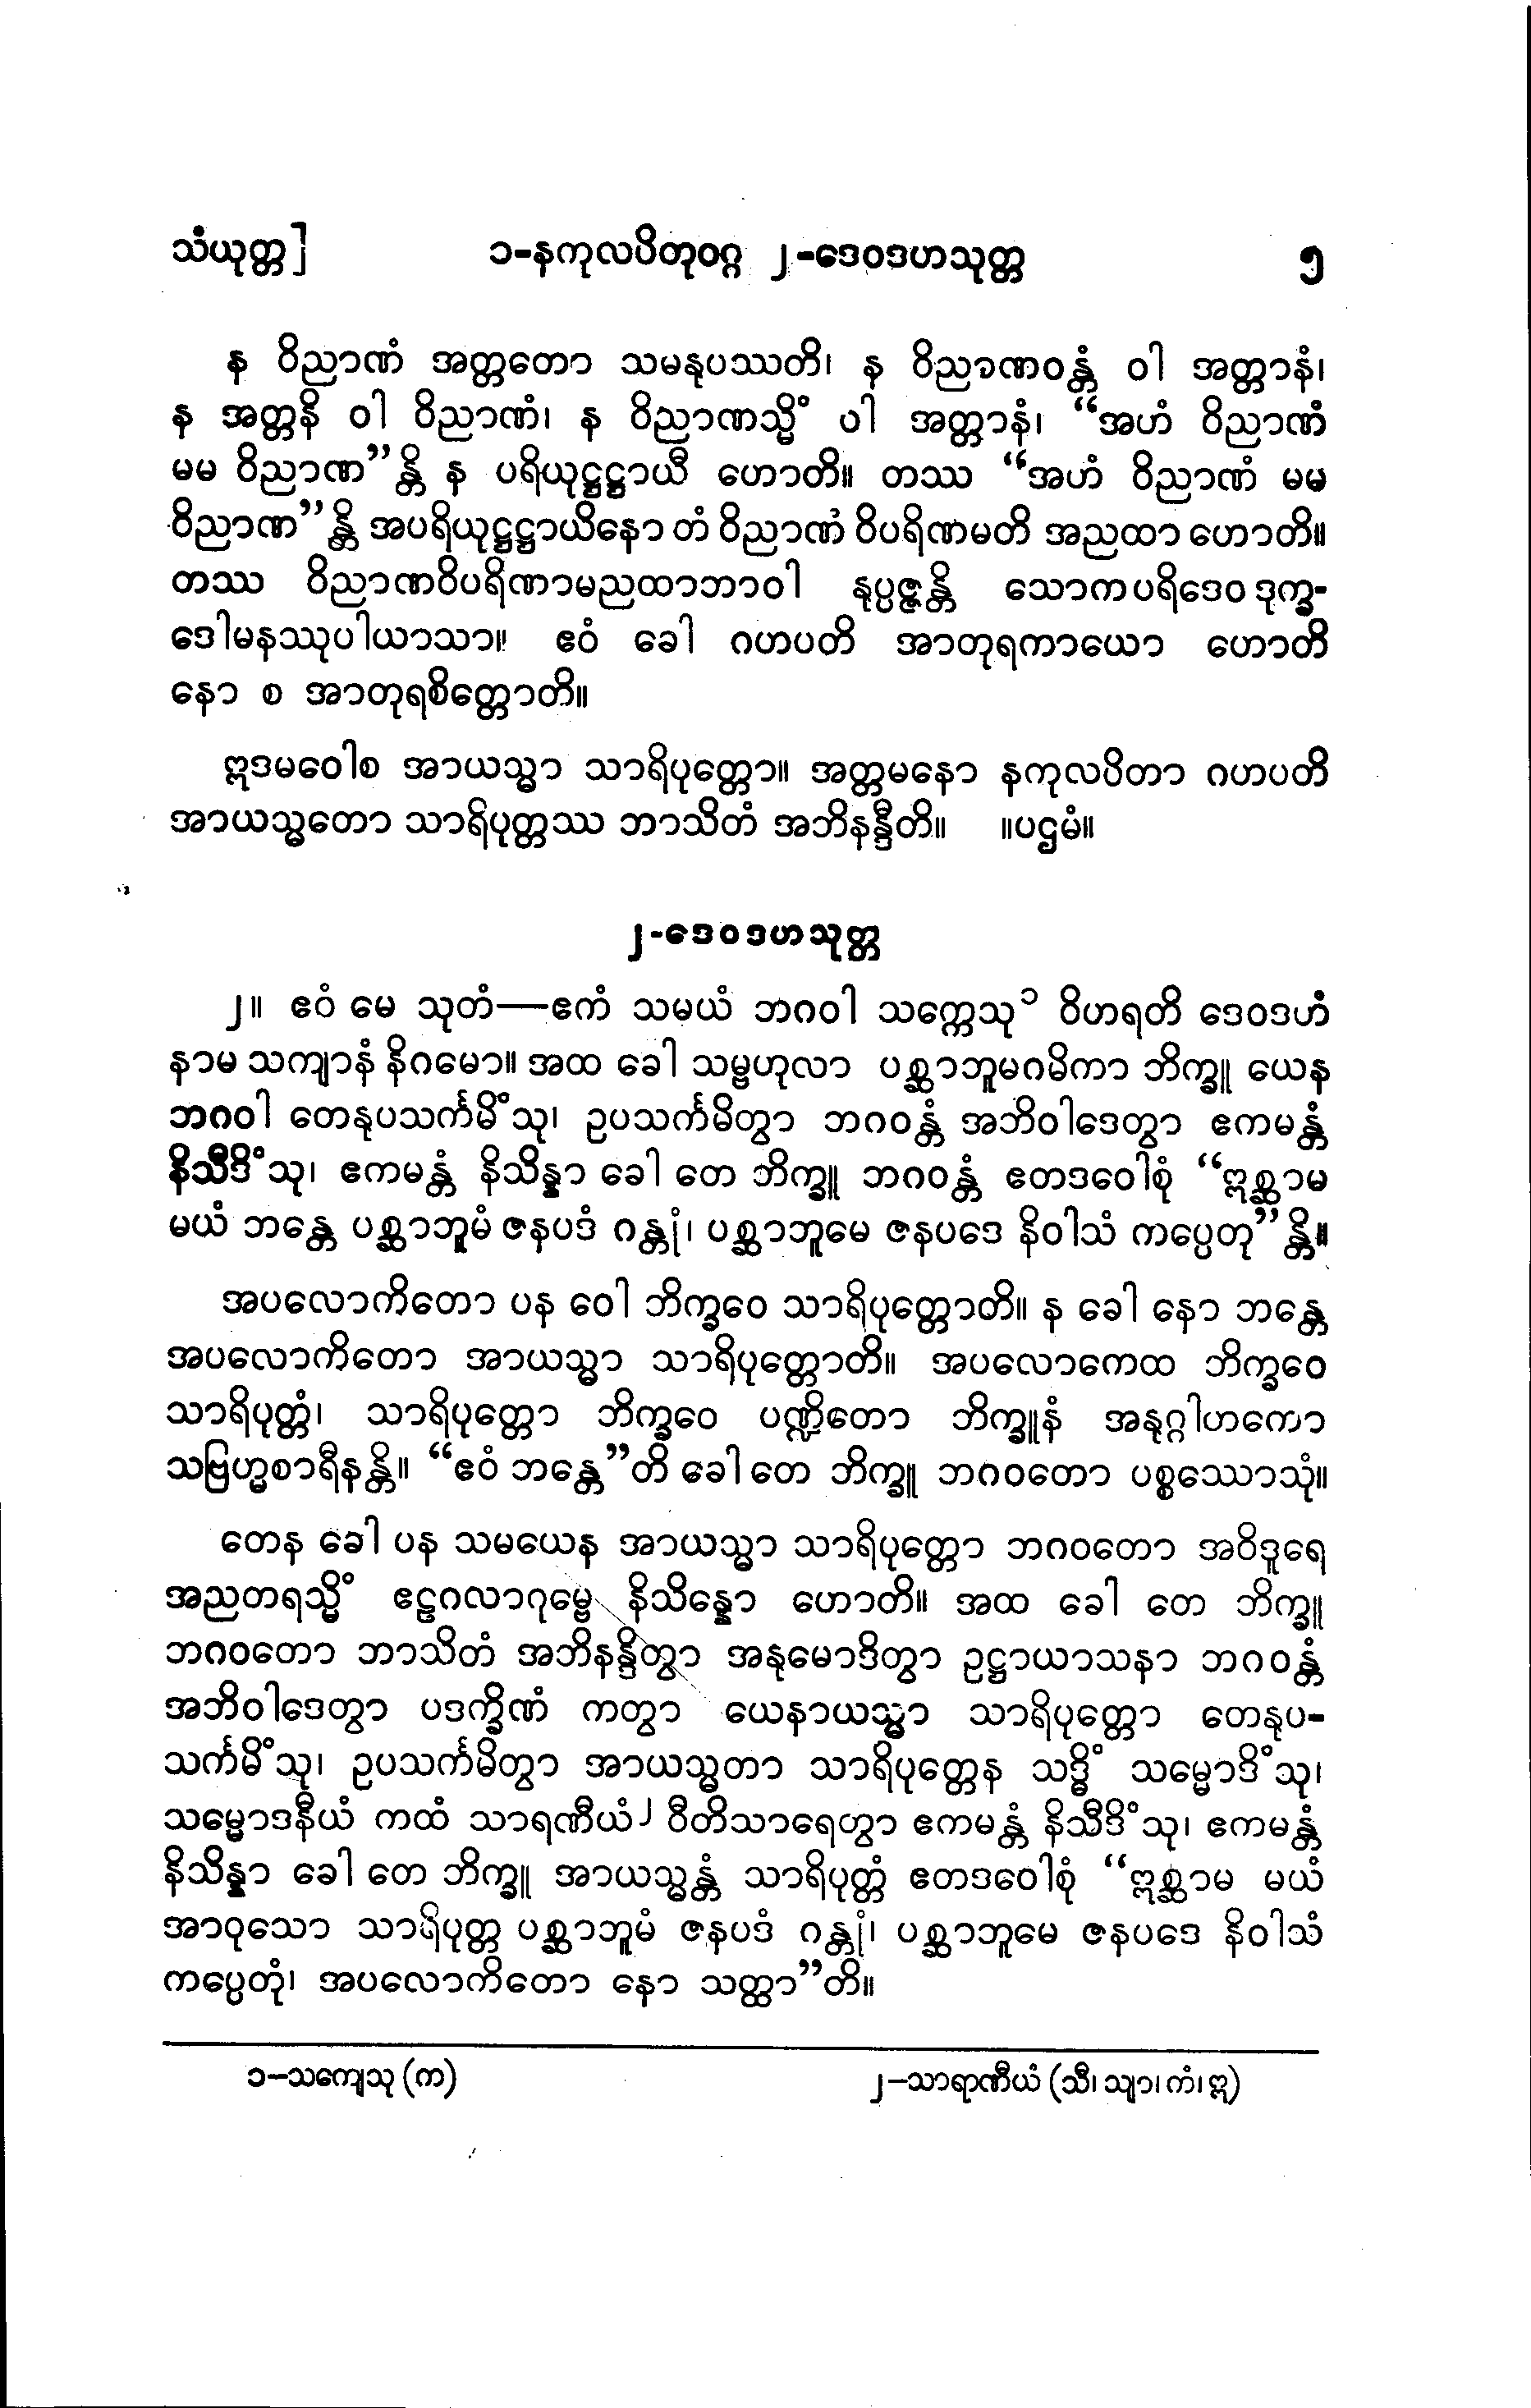 သံယုတ္တ] ၁-နကုလပိတုဝဂ္ဂ ၂-ဒေဝဒဟသုတ္တ ၅
န ဝိညာဏံ အတ္တတော သမနုပဿတိ၊ န ဝိညာဏဝန္တံ ဝါ အတ္တာနံ၊
န အတ္တနိ ဝါ ဝိညာဏံ၊ န ဝိညာဏသ္မိံ ဝါ အတ္တာနံ၊ “အဟံ ဝိညာဏံ
မမ ဝိညာဏ”န္တိ န ပရိယုဋ္ဌဋ္ဌာယီ ဟောတိ။ တဿ “အဟံ ဝိညာဏံ မမ
ဝိညာဏ”န္တိ အပရိယုဋ္ဌဋ္ဌာယိနော တံ ဝိညာဏံ ဝိပရိဏမတိ အညထာ ဟောတိ။
တဿ ဝိညာဏဝိပရိဏာမညထာဘာဝါ နုပ္ပဇ္ဇန္တိ သောကပရိဒေဝဒုက္ခ-
ဒေါမနဿုပါယာသာ။ ဧဝံ ခေါ ဂဟပတိ အာတုရကာယော ဟောတိ
နော စ အာတုရစိတ္တောတိ။
ဣဒမဝေါစ အာယသ္မာ သာရိပုတ္တော။ အတ္တမနော နကုလပိတာ ဂဟပတိ
အာယသ္မတော သာရိပုတ္တဿ ဘာသိတံ အဘိနန္ဒီတိ။ ။ပဌမံ။
၂-ဒေဝဒဟသုတ္တ
၂။ ဧဝံ မေ သုတံ—ဧကံ သမယံ ဘဂဝါ သက္ကေသု၁ ဝိဟရတိ ဒေဝဒဟံ
နာမ သကျာနံ နိဂမော။ အထ ခေါ သမ္ဗဟုလာ ပစ္ဆာဘူမဂမိကာ ဘိက္ခူ ယေန
ဘဂဝါ တေနုပသင်္ကမိံသု၊ ဥပသင်္ကမိတွာ ဘဂဝန္တံ အဘိဝါဒေတွာ ဧကမန္တံ
နိသီဒိံသု၊ ဧကမန္တံ နိသိန္နာ ခေါ တေ ဘိက္ခူ ဘဂဝန္တံ ဧတဒဝေါစုံ “ဣစ္ဆာမ
မယံ ဘန္တေ ပစ္ဆာဘူမံ ဇနပဒံ ဂန္တုံ၊ ပစ္ဆာဘူမေ ဇနပဒေ နိဝါသံ ကပ္ပေတု”န္တိ။
အပလောကိတော ပန ဝေါ ဘိက္ခဝေ သာရိပုတ္တောတိ။ န ခေါ နော ဘန္တေ
အပလောကိတော အာယသ္မာ သာရိပုတ္တောတိ။ အပလောကေထ ဘိက္ခဝေ
သာရိပုတ္တံ၊ သာရိပုတ္တော ဘိက္ခဝေ ပဏ္ဍိတော ဘိက္ခူနံ အနုဂ္ဂါဟကော
သဗြဟ္မစာရီနန္တိ။ “ဧဝံ ဘန္တေ”တိ ခေါ တေ ဘိက္ခူ ဘဂဝတော ပစ္စဿောသုံ။
တေန ခေါ ပန သမယေန အာယသ္မာ သာရိပုတ္တော ဘဂဝတော အဝိဒူရေ
အညတရသ္မိံ ဧဠဂလာဂုမ္ဗေ နိသိန္နော ဟောတိ။ အထ ခေါ တေ ဘိက္ခူ
ဘဂဝတော ဘာသိတံ အဘိနန္ဒိတွာ အနုမောဒိတွာ ဥဋ္ဌာယာသနာ ဘဂဝန္တံ
အဘိဝါဒေတွာ ပဒက္ခိဏံ ကတွာ ယေနာယသ္မာ သာရိပုတ္တော တေနုပ-
သင်္ကမိံသု၊ ဥပသင်္ကမိတွာ အာယသ္မတာ သာရိပုတ္တေန သဒ္ဓိံ သမ္မောဒိံသု၊
သမ္မောဒနီယံ ကထံ သာရဏီယံ၂ ဝီတိသာရေတွာ ဧကမန္တံ နိသီဒိံသု၊ ဧကမန္တံ
နိသိန္နာ ခေါ တေ ဘိက္ခူ အာယသ္မန္တံ သာရိပုတ္တံ ဧတဒဝေါစုံ “ဣစ္ဆာမ မယံ
အာဝုသော သာရိပုတ္တ ပစ္ဆာဘူမံ ဇနပဒံ ဂန္တုံ၊ ပစ္ဆာဘူမေ ဇနပဒေ နိဝါသံ
ကပ္ပေတုံ၊ အပလောကိတော နော သတ္ထာ”တိ။
၁–သကျေသု (က) ၂–သာရာဏီယံ (သီ၊ သျာ၊ ကံ၊ ဣ)